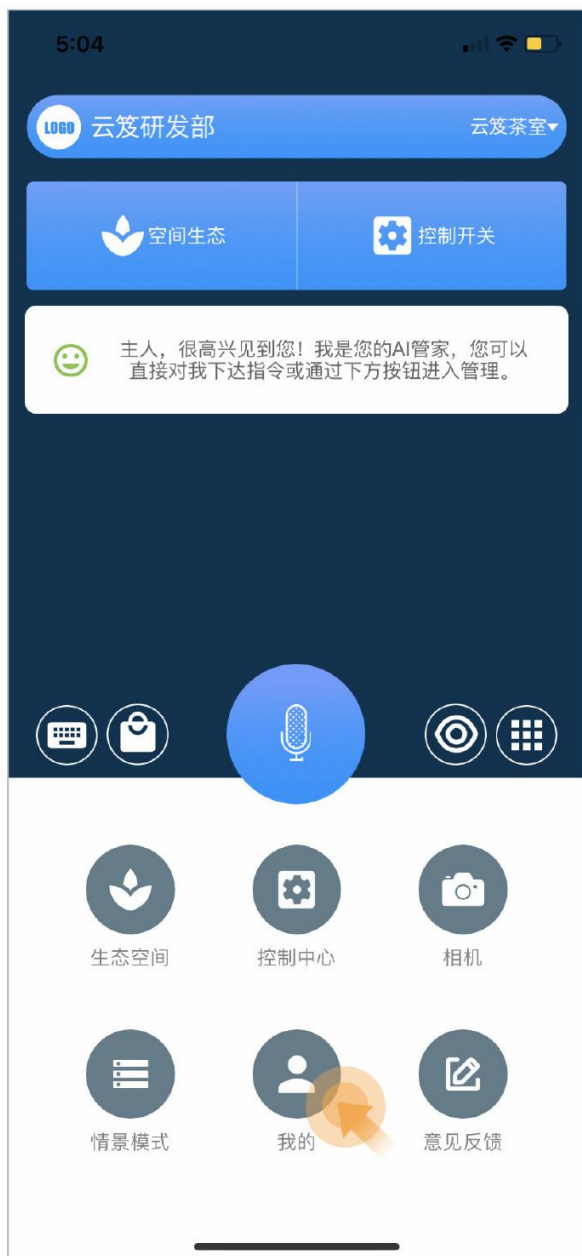 5:04
LOGO 云笈研发部 云笈茶室
空间生态 控制开关
主人，很高兴见到您！我是您的AI管家，您可以
直接对我下达指令或通过下方按钮进入管理。
生态空间 控制中心 相机
情景模式 我的 意见反馈